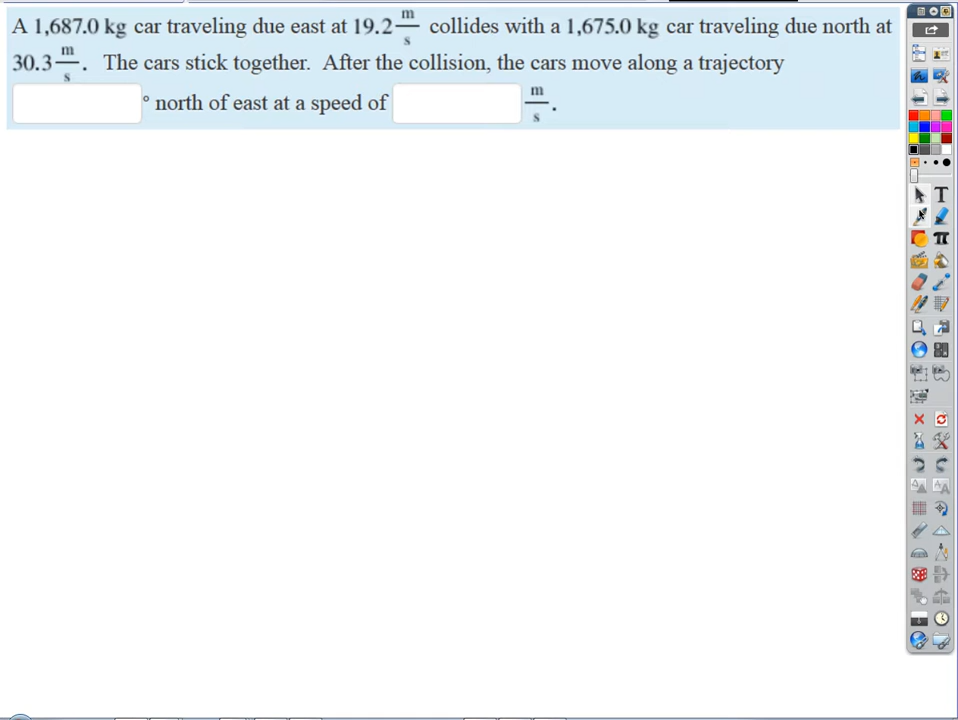 A 1,687.0 kg car traveling due east at 19.2 m/s collides with a 1,675.0 kg car traveling due north at
30.3 m/s. The cars stick together. After the collision, the cars move along a trajectory
° north of east at a speed of m/s.
T
π